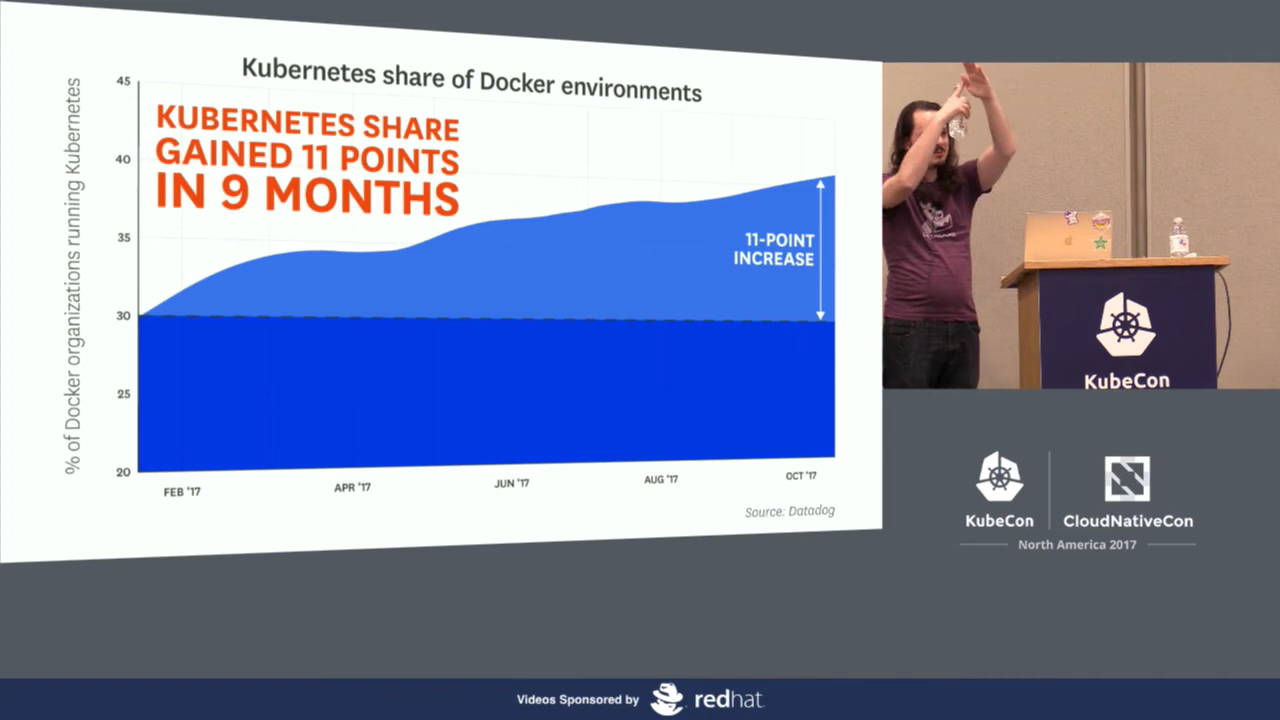 Kubernetes share of Docker environments
% of Docker organizations running Kubernetes
45
40
35
30
25
20
KUBERNETES SHARE
GAINED 11 POINTS
IN 9 MONTHS
11-POINT
INCREASE
FEB '17
APR '17
JUN '17
AUG '17
OCT '17
Source: Datadog
KubeCon
KubeCon
CloudNativeCon
North America 2017
Videos Sponsored by
redhat.